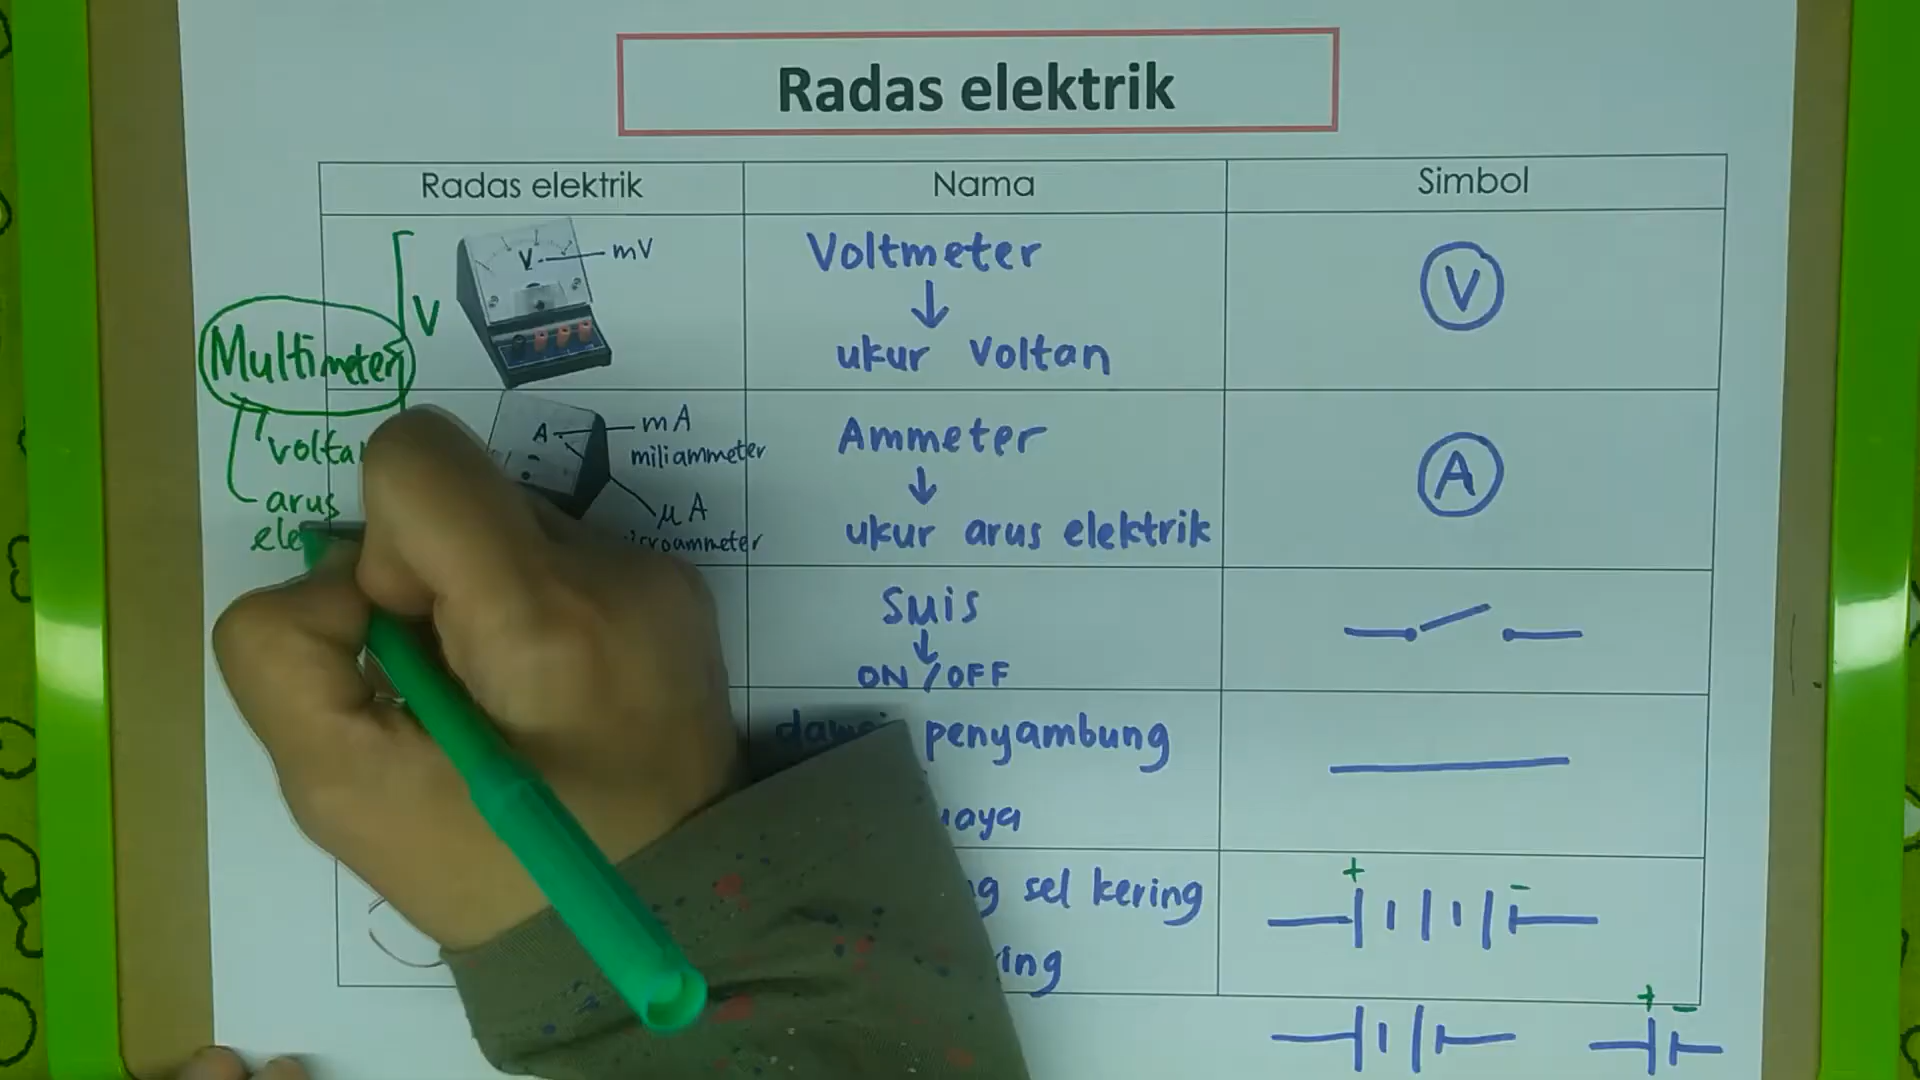 Radas elektrik
Radas elektrik
Nama
Simbol
V
mV
Voltmeter
ukur Voltan
V
V
Multimeter
A
mA
miliammeter
µA
Ammeter
ukur arus elektrik
A
arus
Suis
ON/OFF
penyambung
sel kering
+
-
+
-